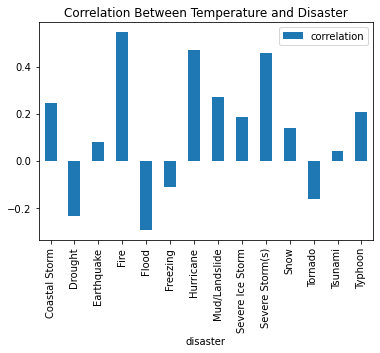 Correlation Between Temperature and Disaster
correlation
0.4
0.2
0.0
−0.2
Coastal Storm
Drought
Earthquake
Fire
Flood
Freezing
Hurricane
Mud/Landslide
Severe Ice Storm
Severe Storm(s)
Snow
Tornado
Tsunami
Typhoon
disaster